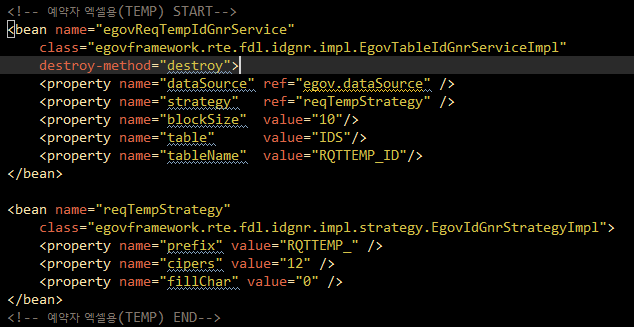 <!-- 예약자 엑셀용(TEMP) START-->
<bean name="egovReqTempIdGnrService"
class="egovframework.rte.fdl.idgnr.impl.EgovTableIdGnrServiceImpl"
destroy-method="destroy">
<property name="dataSource" ref="egov.dataSource" />
<property name="strategy" ref="reqTempStrategy" />
<property name="blockSize" value="10"/>
<property name="table" value="IDS"/>
<property name="tableName" value="RQTTEMP_ID"/>
</bean>
<bean name="reqTempStrategy"
class="egovframework.rte.fdl.idgnr.impl.strategy.EgovIdGnrStrategyImpl">
<property name="prefix" value="RQTTEMP_" />
<property name="cipers" value="12" />
<property name="fillChar" value="0" />
</bean>
<!-- 예약자 엑셀용(TEMP) END-->